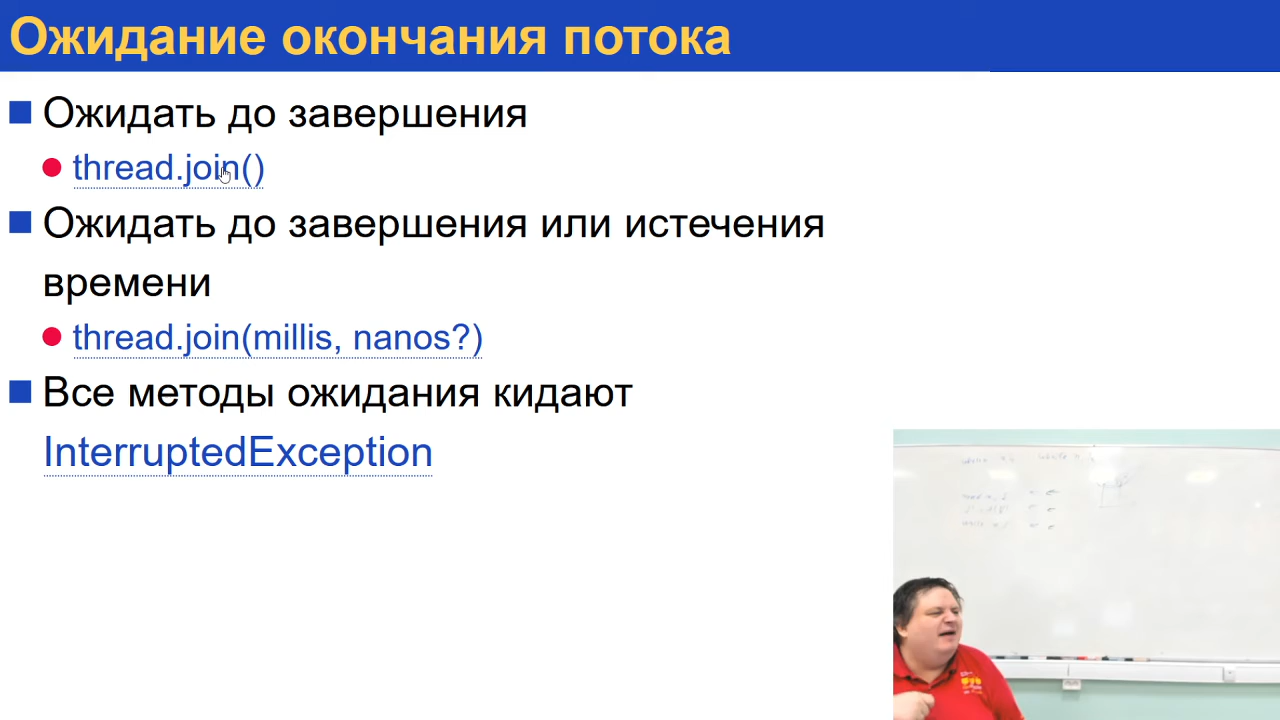 Ожидание окончания потока
Ожидать до завершения
thread.join()
Ожидать до завершения или истечения
времени
thread.join(millis, nanos?)
Все методы ожидания кидают
InterruptedException